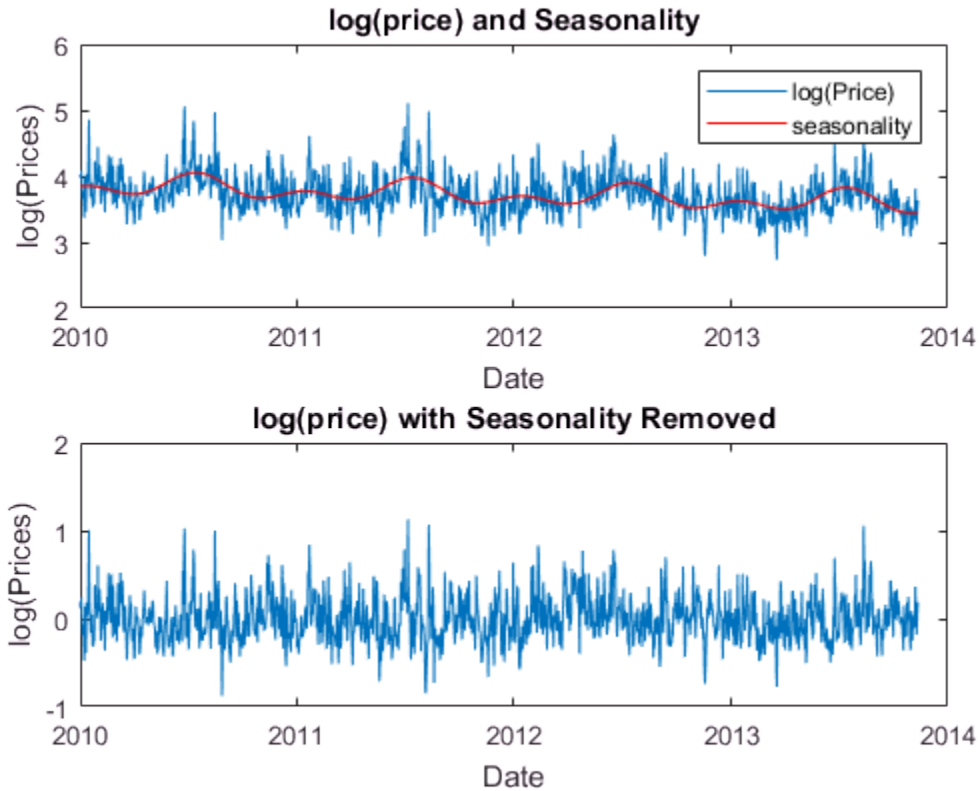 log(price) and Seasonality
6
5
4
3
2
log(Prices)
log(Price)
seasonality
2010 2011 2012 2013 2014
Date
log(price) with Seasonality Removed
2
1
0
-1
log(Prices)
2010 2011 2012 2013 2014
Date